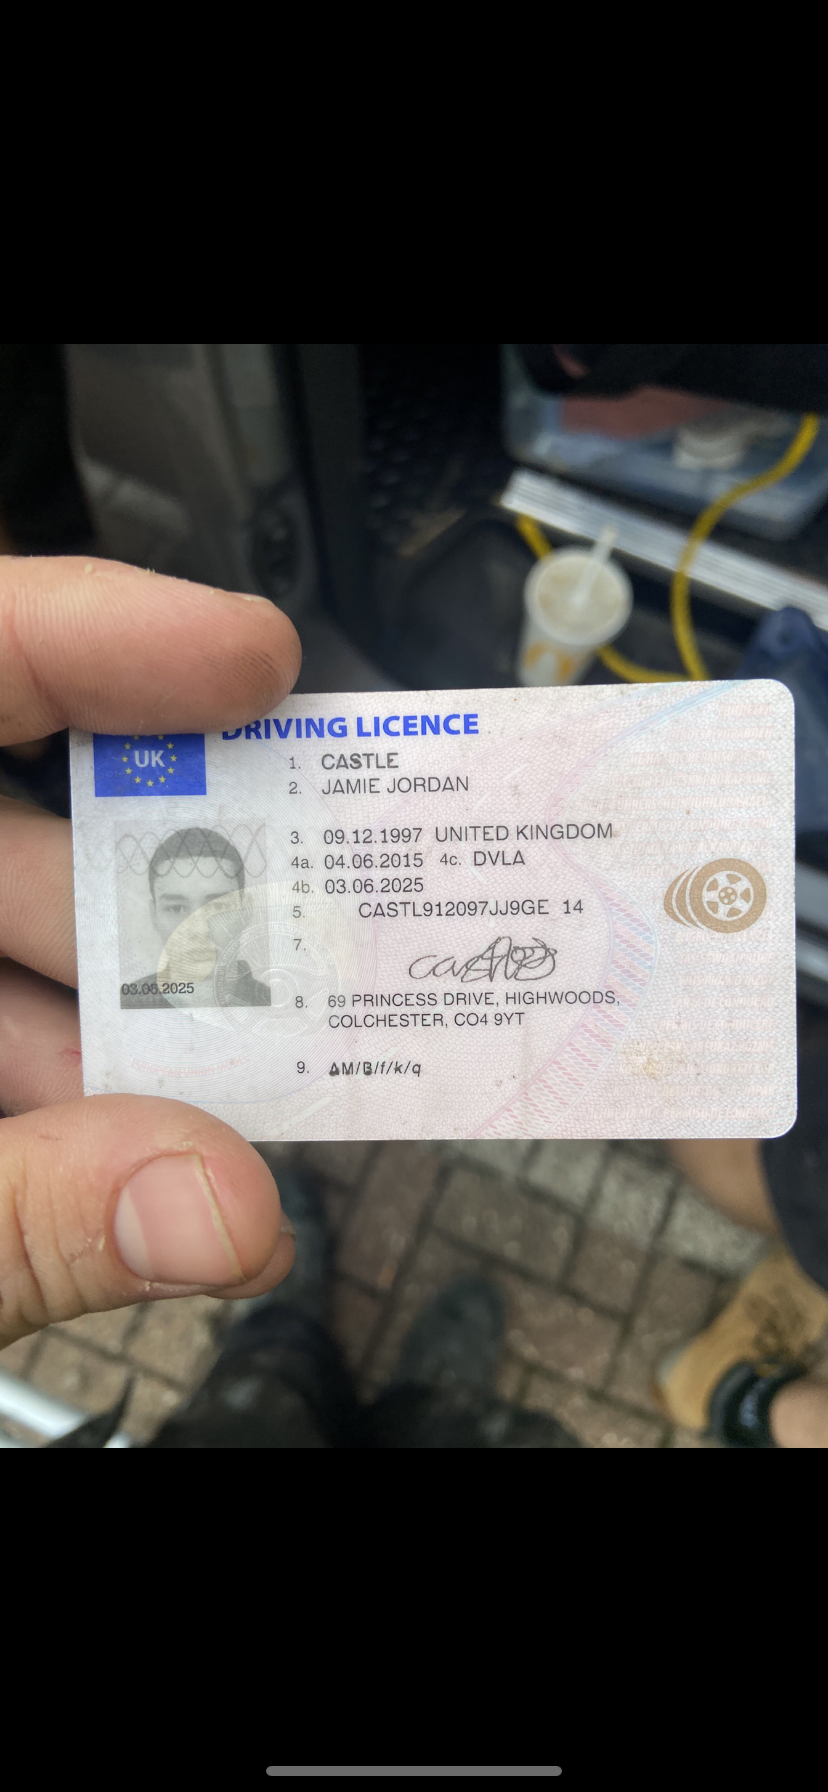 DRIVING LICENCE
UK
1. CASTLE
2. JAMIE JORDAN
3. 09.12.1997 UNITED KINGDOM
4a. 04.06.2015 4c. DVLA
4b. 03.06.2025
5. CASTL912097JJ9GE 14
7.
03.06.2025
8. 69 PRINCESS DRIVE, HIGHWOODS,
COLCHESTER, CO4 9YT
9. AM/B/f/k/q